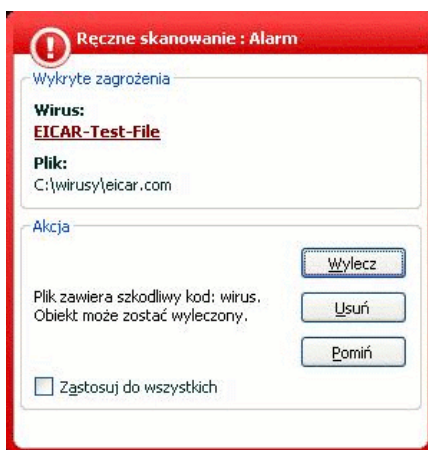 Ręczne skanowanie : Alarm
Wykryte zagrożenia
Wirus:
EICAR-Test-File
Plik:
C:\wirusy\eicar.com
Akcja
Wylecz
Plik zawiera szkodliwy kod: wirus.
Obiekt może zostać wyleczony.
Usuń
Pomiń
Zastosuj do wszystkich